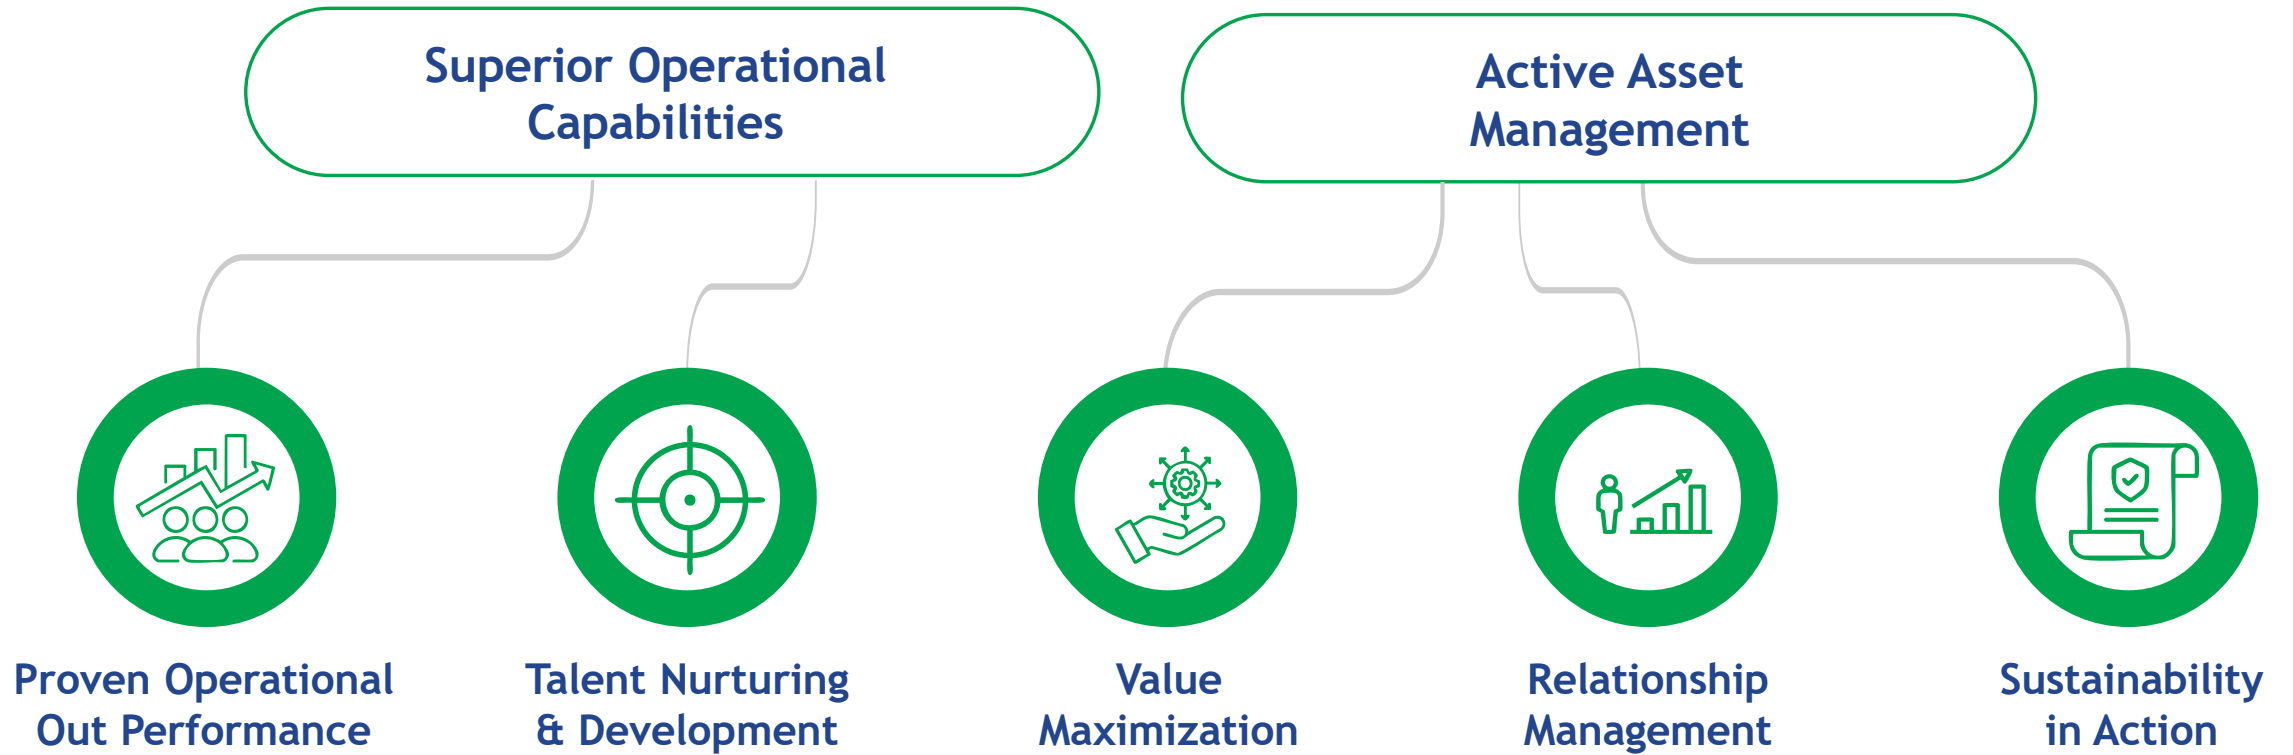 Superior Operational
Capabilities
Active Asset
Management
Proven Operational
Out Performance
Talent Nurturing
& Development
Value
Maximization
Relationship
Management
Sustainability
in Action